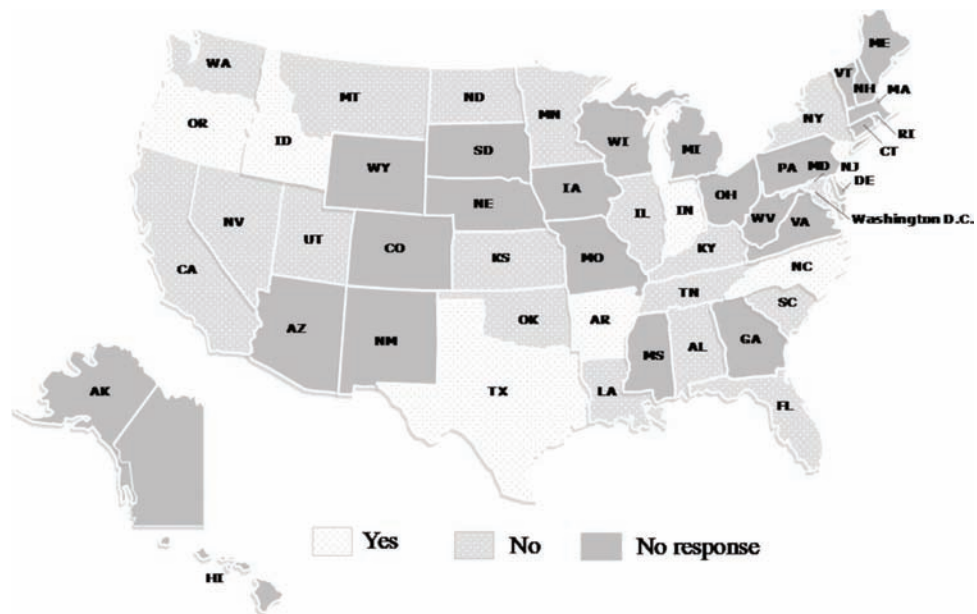 ME
WA
VT
NH
MA
MT
ND
MN
NY
OR
RI
ID
WI
CT
SD
MI
WY
PA
MD
NJ
DE
IA
OH
NE
Washington D.C.
IL
IN
WV
VA
NV
UT
CO
KS
MO
KY
CA
NC
TN
SC
OK
AR
AZ
NM
MS
AL
GA
AK
TX
LA
FL
Yes
No
No response
HI